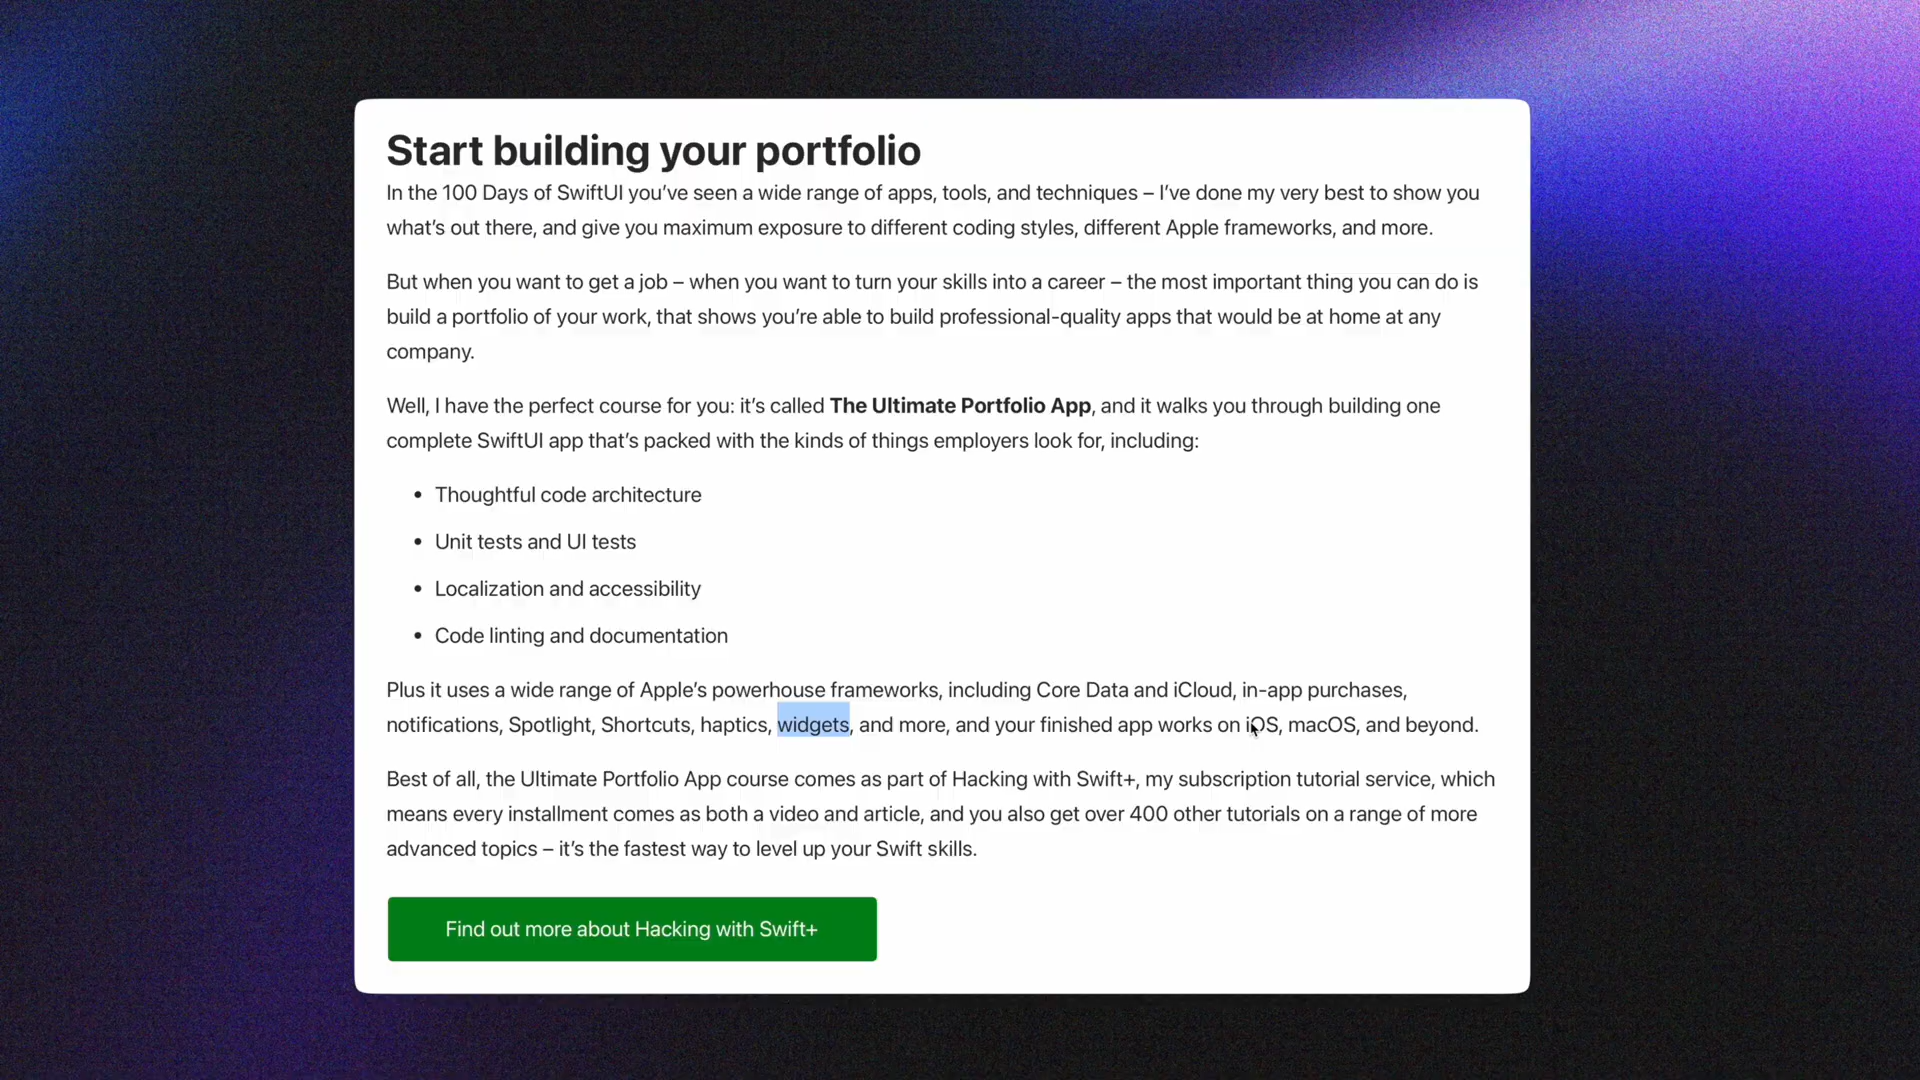 Start building your portfolio
In the 100 Days of SwiftUI you’ve seen a wide range of apps, tools, and techniques – I’ve done my very best to show you
what’s out there, and give you maximum exposure to different coding styles, different Apple frameworks, and more.
But when you want to get a job – when you want to turn your skills into a career – the most important thing you can do is
build a portfolio of your work, that shows you’re able to build professional-quality apps that would be at home at any
company.
Well, I have the perfect course for you: it’s called The Ultimate Portfolio App, and it walks you through building one
complete SwiftUI app that’s packed with the kinds of things employers look for, including:
• Thoughtful code architecture
• Unit tests and UI tests
• Localization and accessibility
• Code linting and documentation
Plus it uses a wide range of Apple’s powerhouse frameworks, including Core Data and iCloud, in-app purchases,
notifications, Spotlight, Shortcuts, haptics, widgets, and more, and your finished app works on iOS, macOS, and beyond.
Best of all, the Ultimate Portfolio App course comes as part of Hacking with Swift+, my subscription tutorial service, which
means every installment comes as both a video and article, and you also get over 400 other tutorials on a range of more
advanced topics – it’s the fastest way to level up your Swift skills.
Find out more about Hacking with Swift+